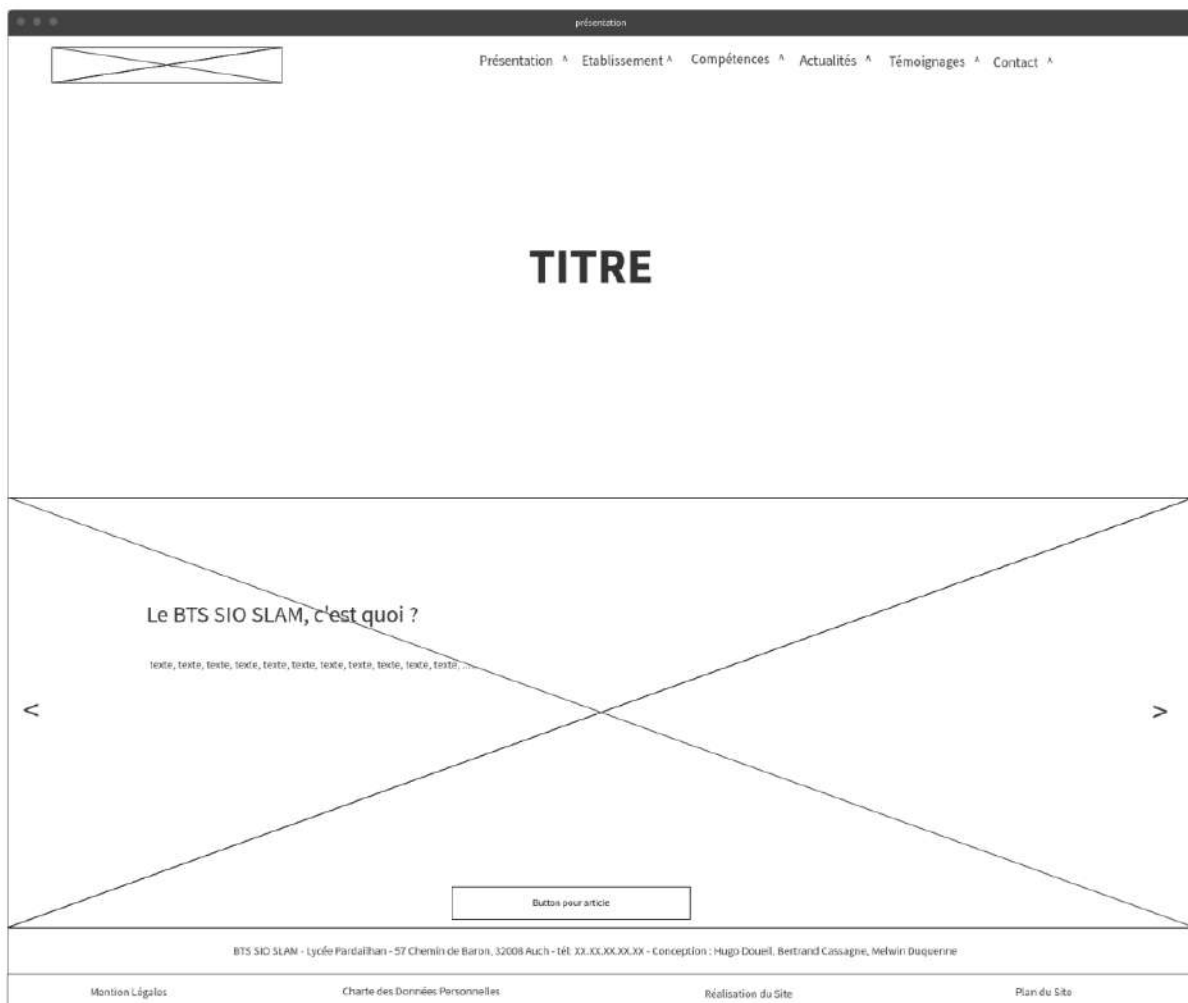 présentation
Présentation ^ Etablissement ^ Compétences ^ Actualités ^ Témoignages ^ Contact ^
TITRE
Le BTS SIO SLAM, c'est quoi ?
texte, texte, texte, texte, texte, texte, texte, texte, texte, texte, texte, ....
< >
Button pour article
BTS SIO SLAM - Lycée Pardailhan - 57 Chemin de Baron, 32008 Auch - tél: XX.XX.XX.XX.XX - Conception : Hugo Doueil, Bertrand Cassagne, Melwin Duquenne
Mention Légales Charte des Données Personnelles Réalisation du Site Plan du Site